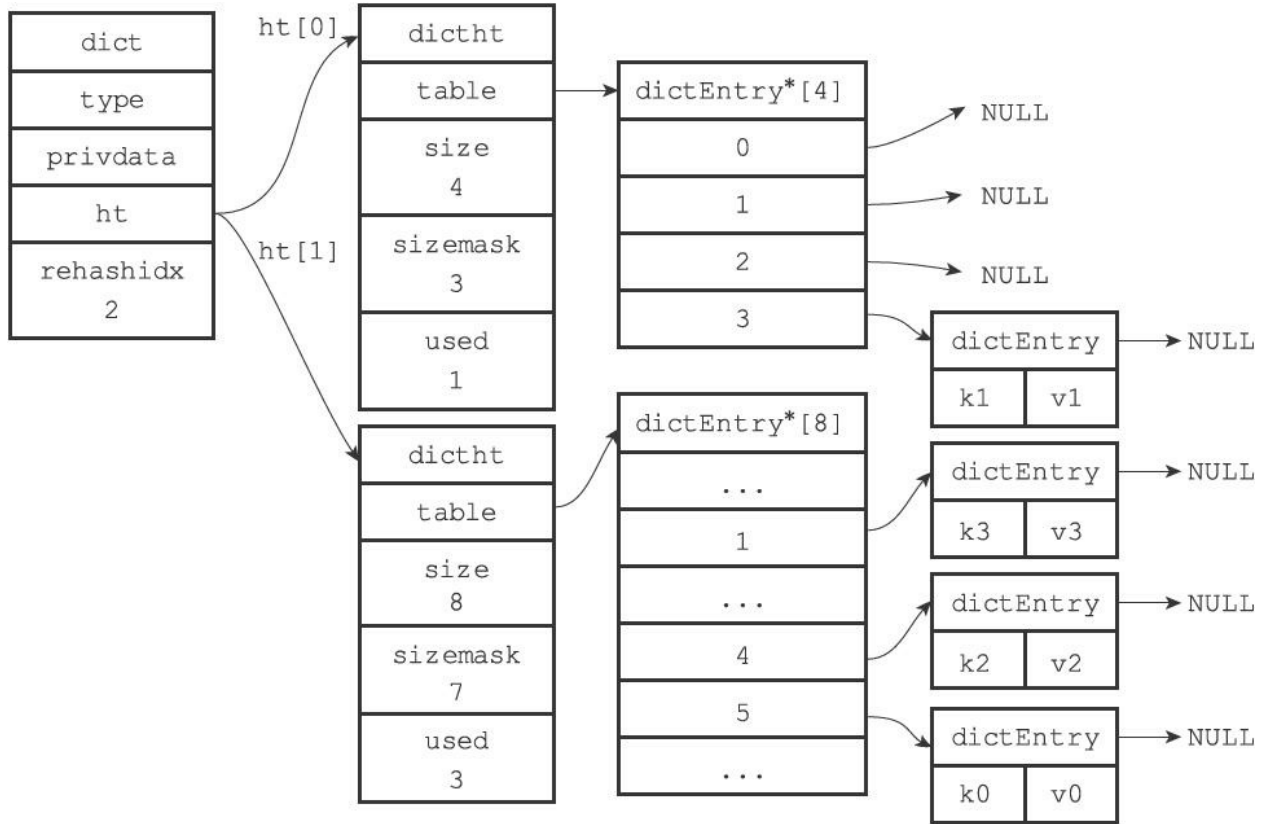 dict
type
privdata
ht
rehashidx
2
ht[0]
ht[1]
dictht
table
size
4
sizemask
3
used
1
dictht
table
size
8
sizemask
7
used
3
dictEntry*[4]
0
1
2
3
NULL
NULL
NULL
dictEntry
k1 v1
NULL
dictEntry*[8]
...
1
...
4
5
...
dictEntry
k3 v3
NULL
dictEntry
k2 v2
NULL
dictEntry
k0 v0
NULL